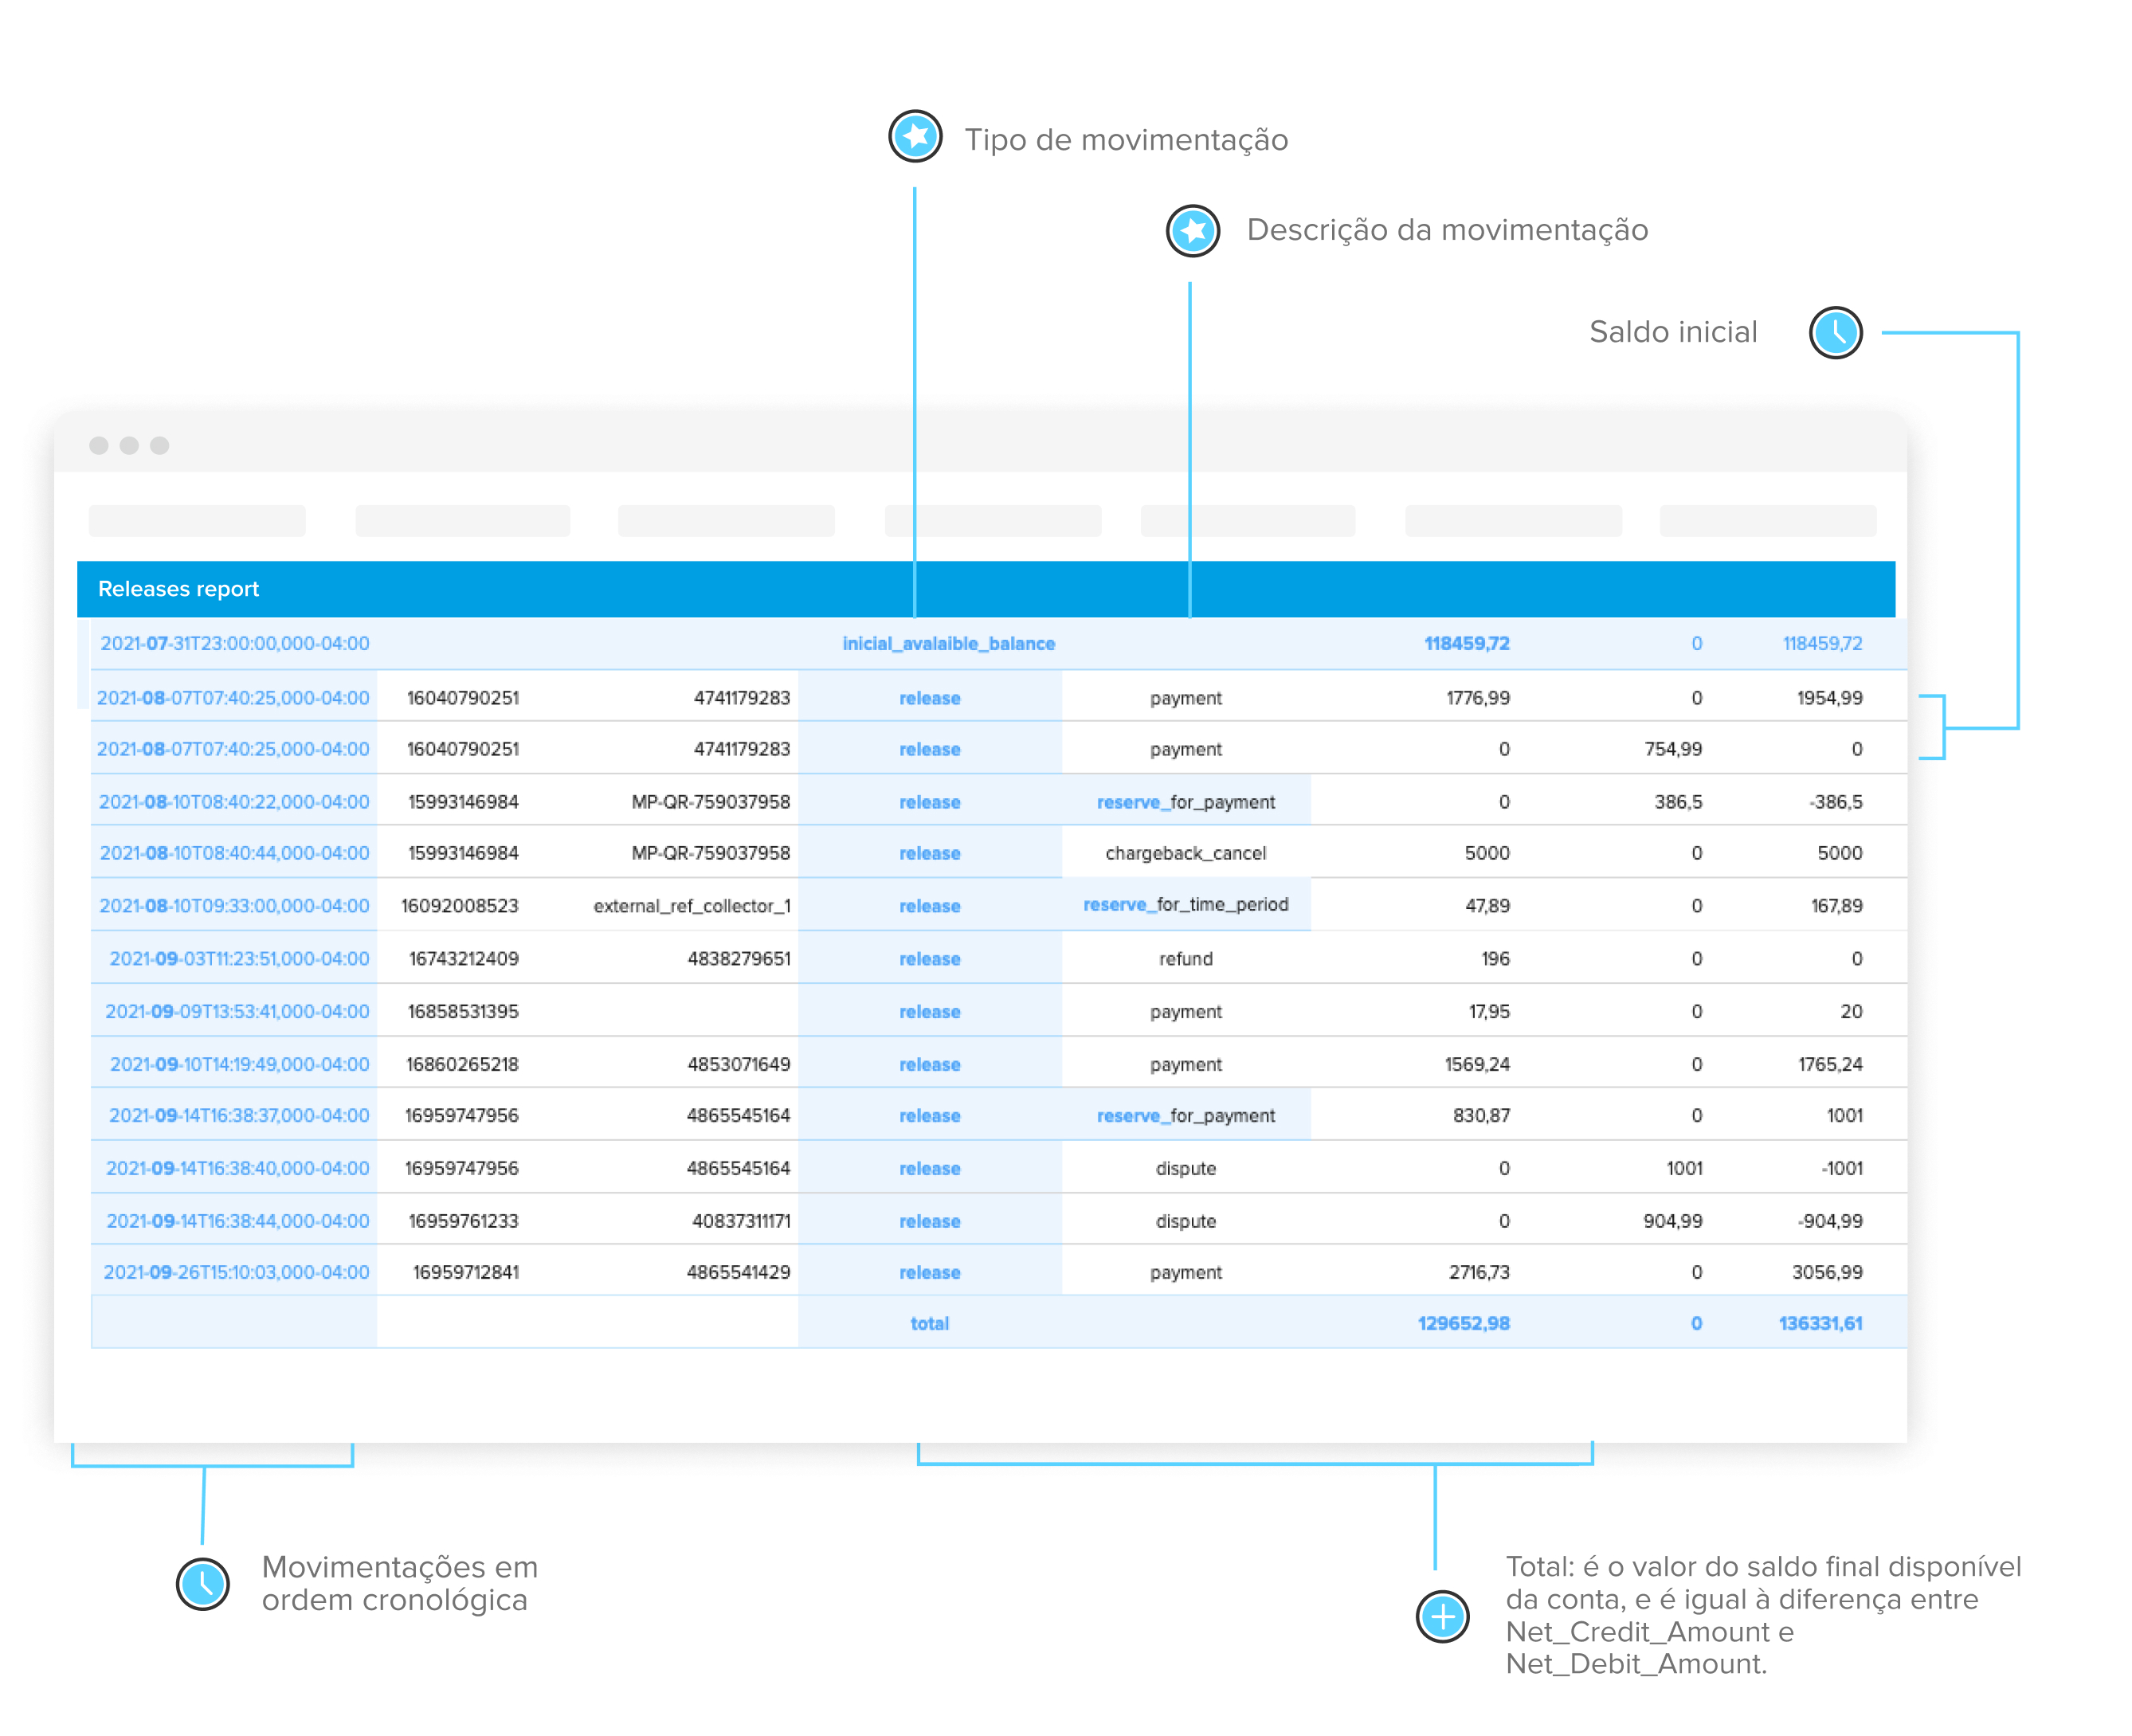 Tipo de movimentação
Descrição da movimentação
Saldo inicial
Releases report
2021-07-31T23:00:00,000-04:00 inicial_avalaible_balance 118459,72 0 118459,72
2021-08-07T07:40:25,000-04:00 16040790251 4741179283 release payment 1776,99 0 1954,99
2021-08-07T07:40:25,000-04:00 16040790251 4741179283 release payment 0 754,99 0
2021-08-10T08:40:22,000-04:00 15993146984 MP-QR-759037958 release reserve_for_payment 0 386,5 -386,5
2021-08-10T08:40:44,000-04:00 15993146984 MP-QR-759037958 release chargeback_cancel 5000 0 5000
2021-08-10T09:33:00,000-04:00 16092008523 external_ref_collector_1 release reserve_for_time_period 47,89 0 167,89
2021-09-03T11:23:51,000-04:00 16743212409 4838279651 release refund 196 0 0
2021-09-09T13:53:41,000-04:00 16858531395 release payment 17,95 0 20
2021-09-10T14:19:49,000-04:00 16860265218 4853071649 release payment 1569,24 0 1765,24
2021-09-14T16:38:37,000-04:00 16959747956 4865545164 release reserve_for_payment 830,87 0 1001
2021-09-14T16:38:40,000-04:00 16959747956 4865545164 release dispute 0 1001 -1001
2021-09-14T16:38:44,000-04:00 16959761233 40837311171 release dispute 0 904,99 -904,99
2021-09-26T15:10:03,000-04:00 16959712841 4865541429 release payment 2716,73 0 3056,99
total 129652,98 0 136331,61
Movimentações em
ordem cronológica
Total: é o valor do saldo final disponível
da conta, e é igual à diferença entre
Net_Credit_Amount e
Net_Debit_Amount.